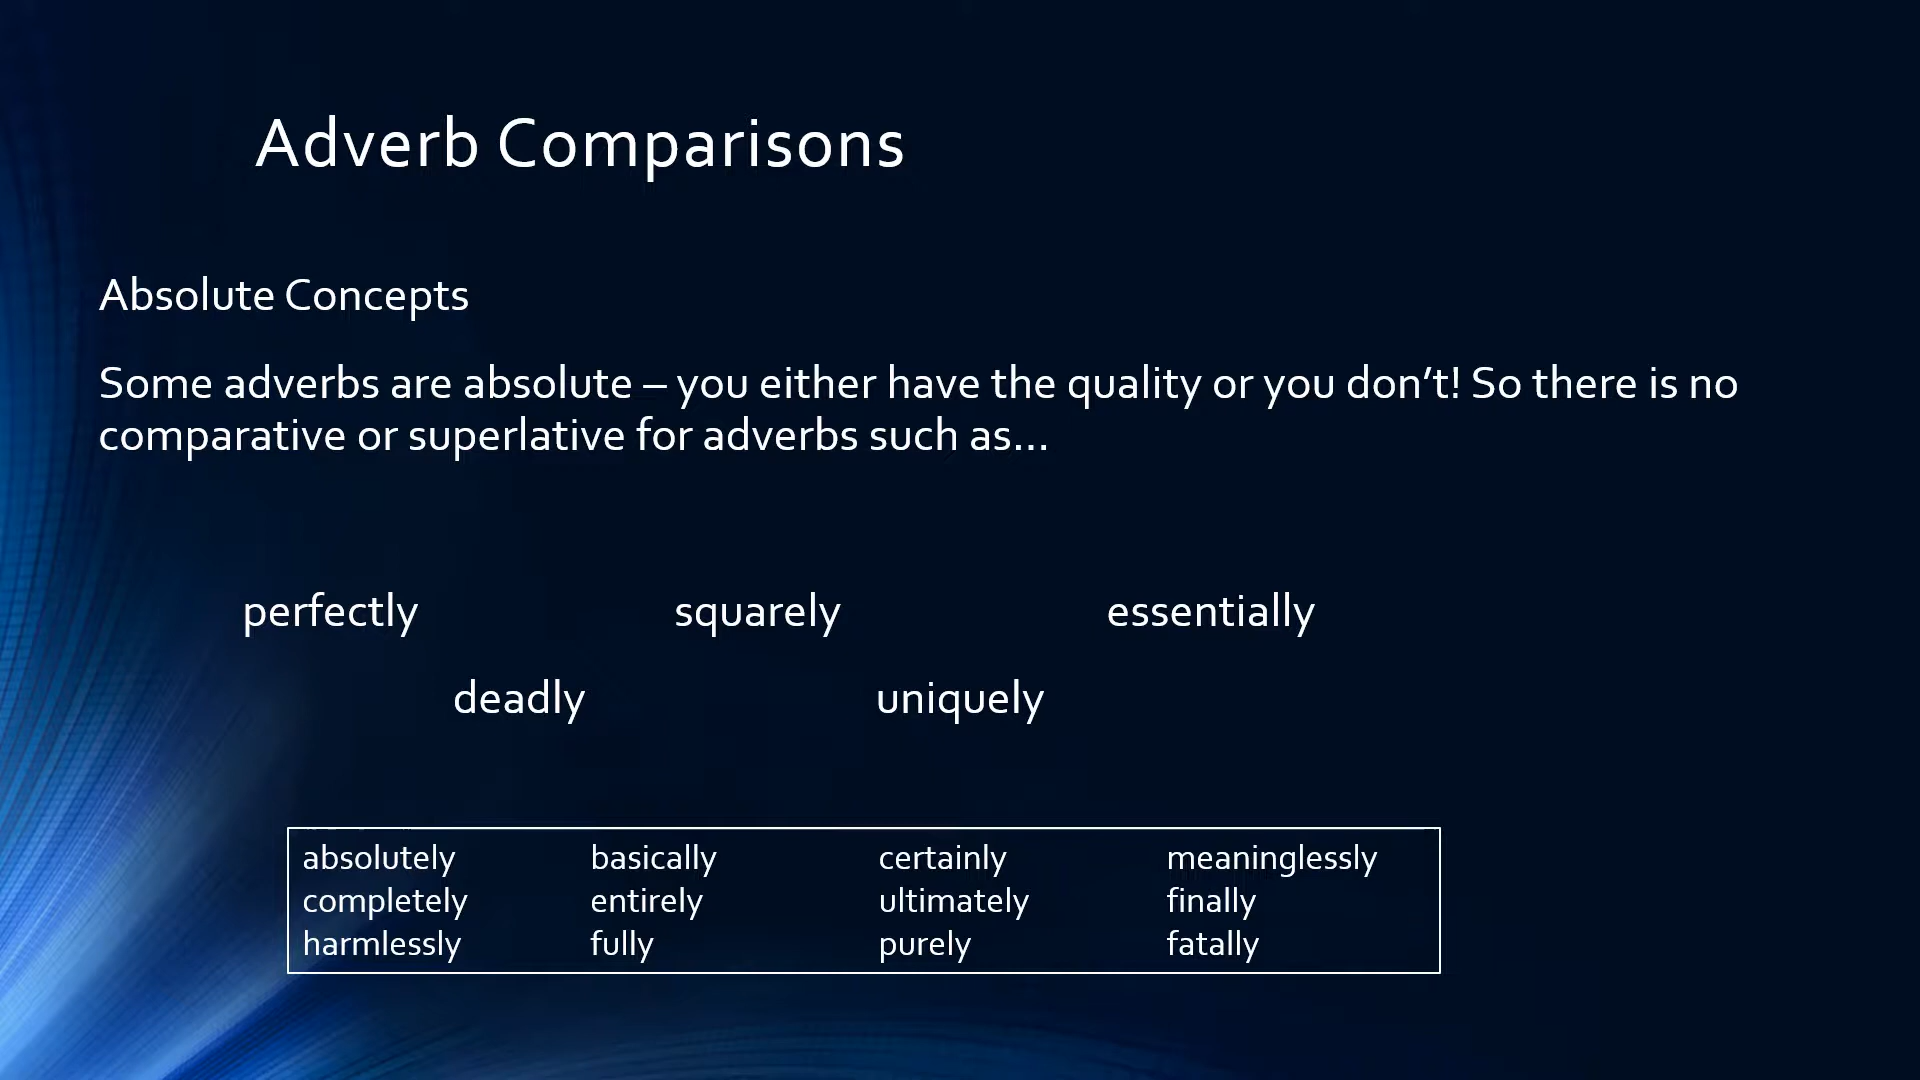 Adverb Comparisons
Absolute Concepts
Some adverbs are absolute – you either have the quality or you don’t! So there is no
comparative or superlative for adverbs such as...
perfectly squarely essentially
deadly uniquely
absolutely basically certainly meaninglessly
completely entirely ultimately finally
harmlessly fully purely fatally